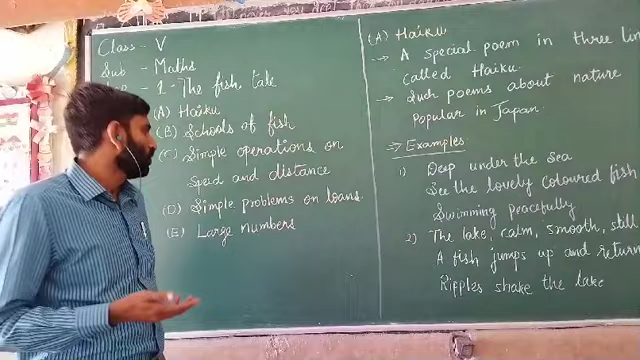 Class - V
Sub - Maths
1 - The fish tale
(A) Haiku
(B) Schools of fish
(C) Simple operations on
Speed and distance
(D) Simple problems on loans.
(E) Large numbers
(A) Haiku
→ A special poem in three
called Haiku.
→ Such poems about nature
Popular in Japan.
⇒ Examples
1) Deep under the sea
See the lovely coloured fish
Swimming peacefully
2) The lake, calm, smooth, still
A fish jumps up and return
Ripples shake the lake